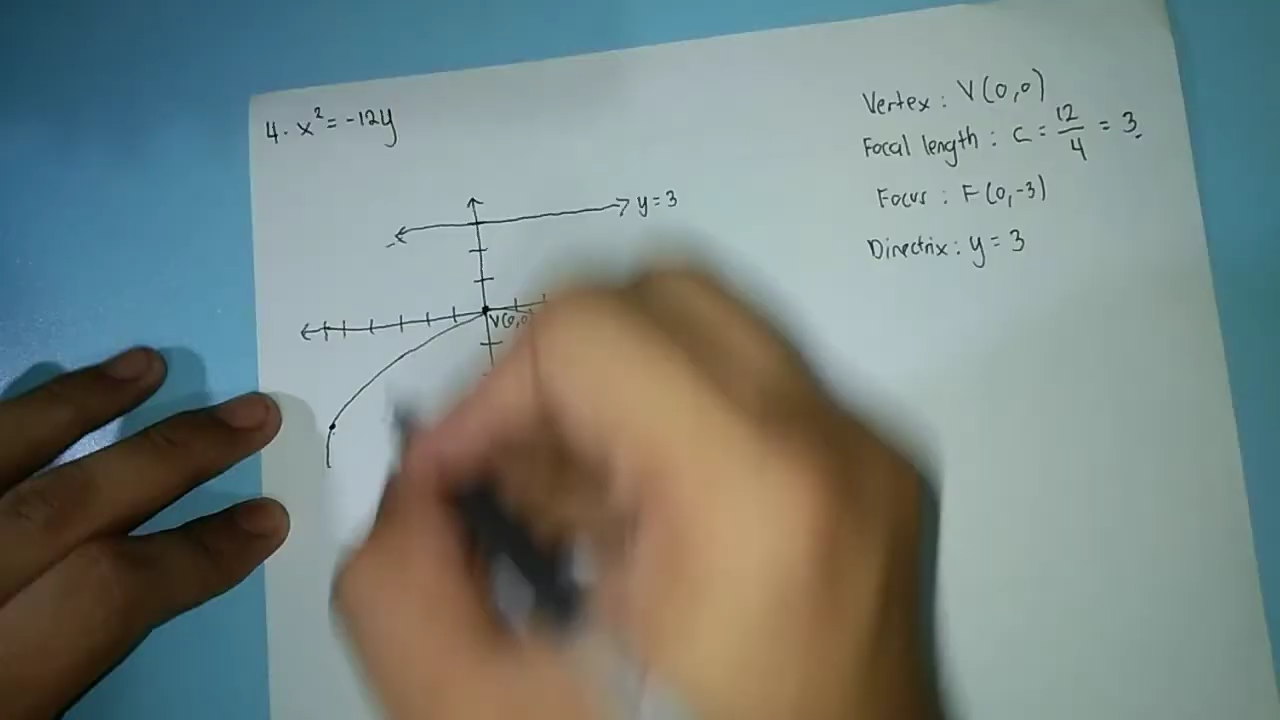 4. x² = -12y
Vertex : V(0,0)
Focal length : C = 12/4 = 3
Focus : F(0,-3)
Directrix : y = 3
y = 3
V(0,0)